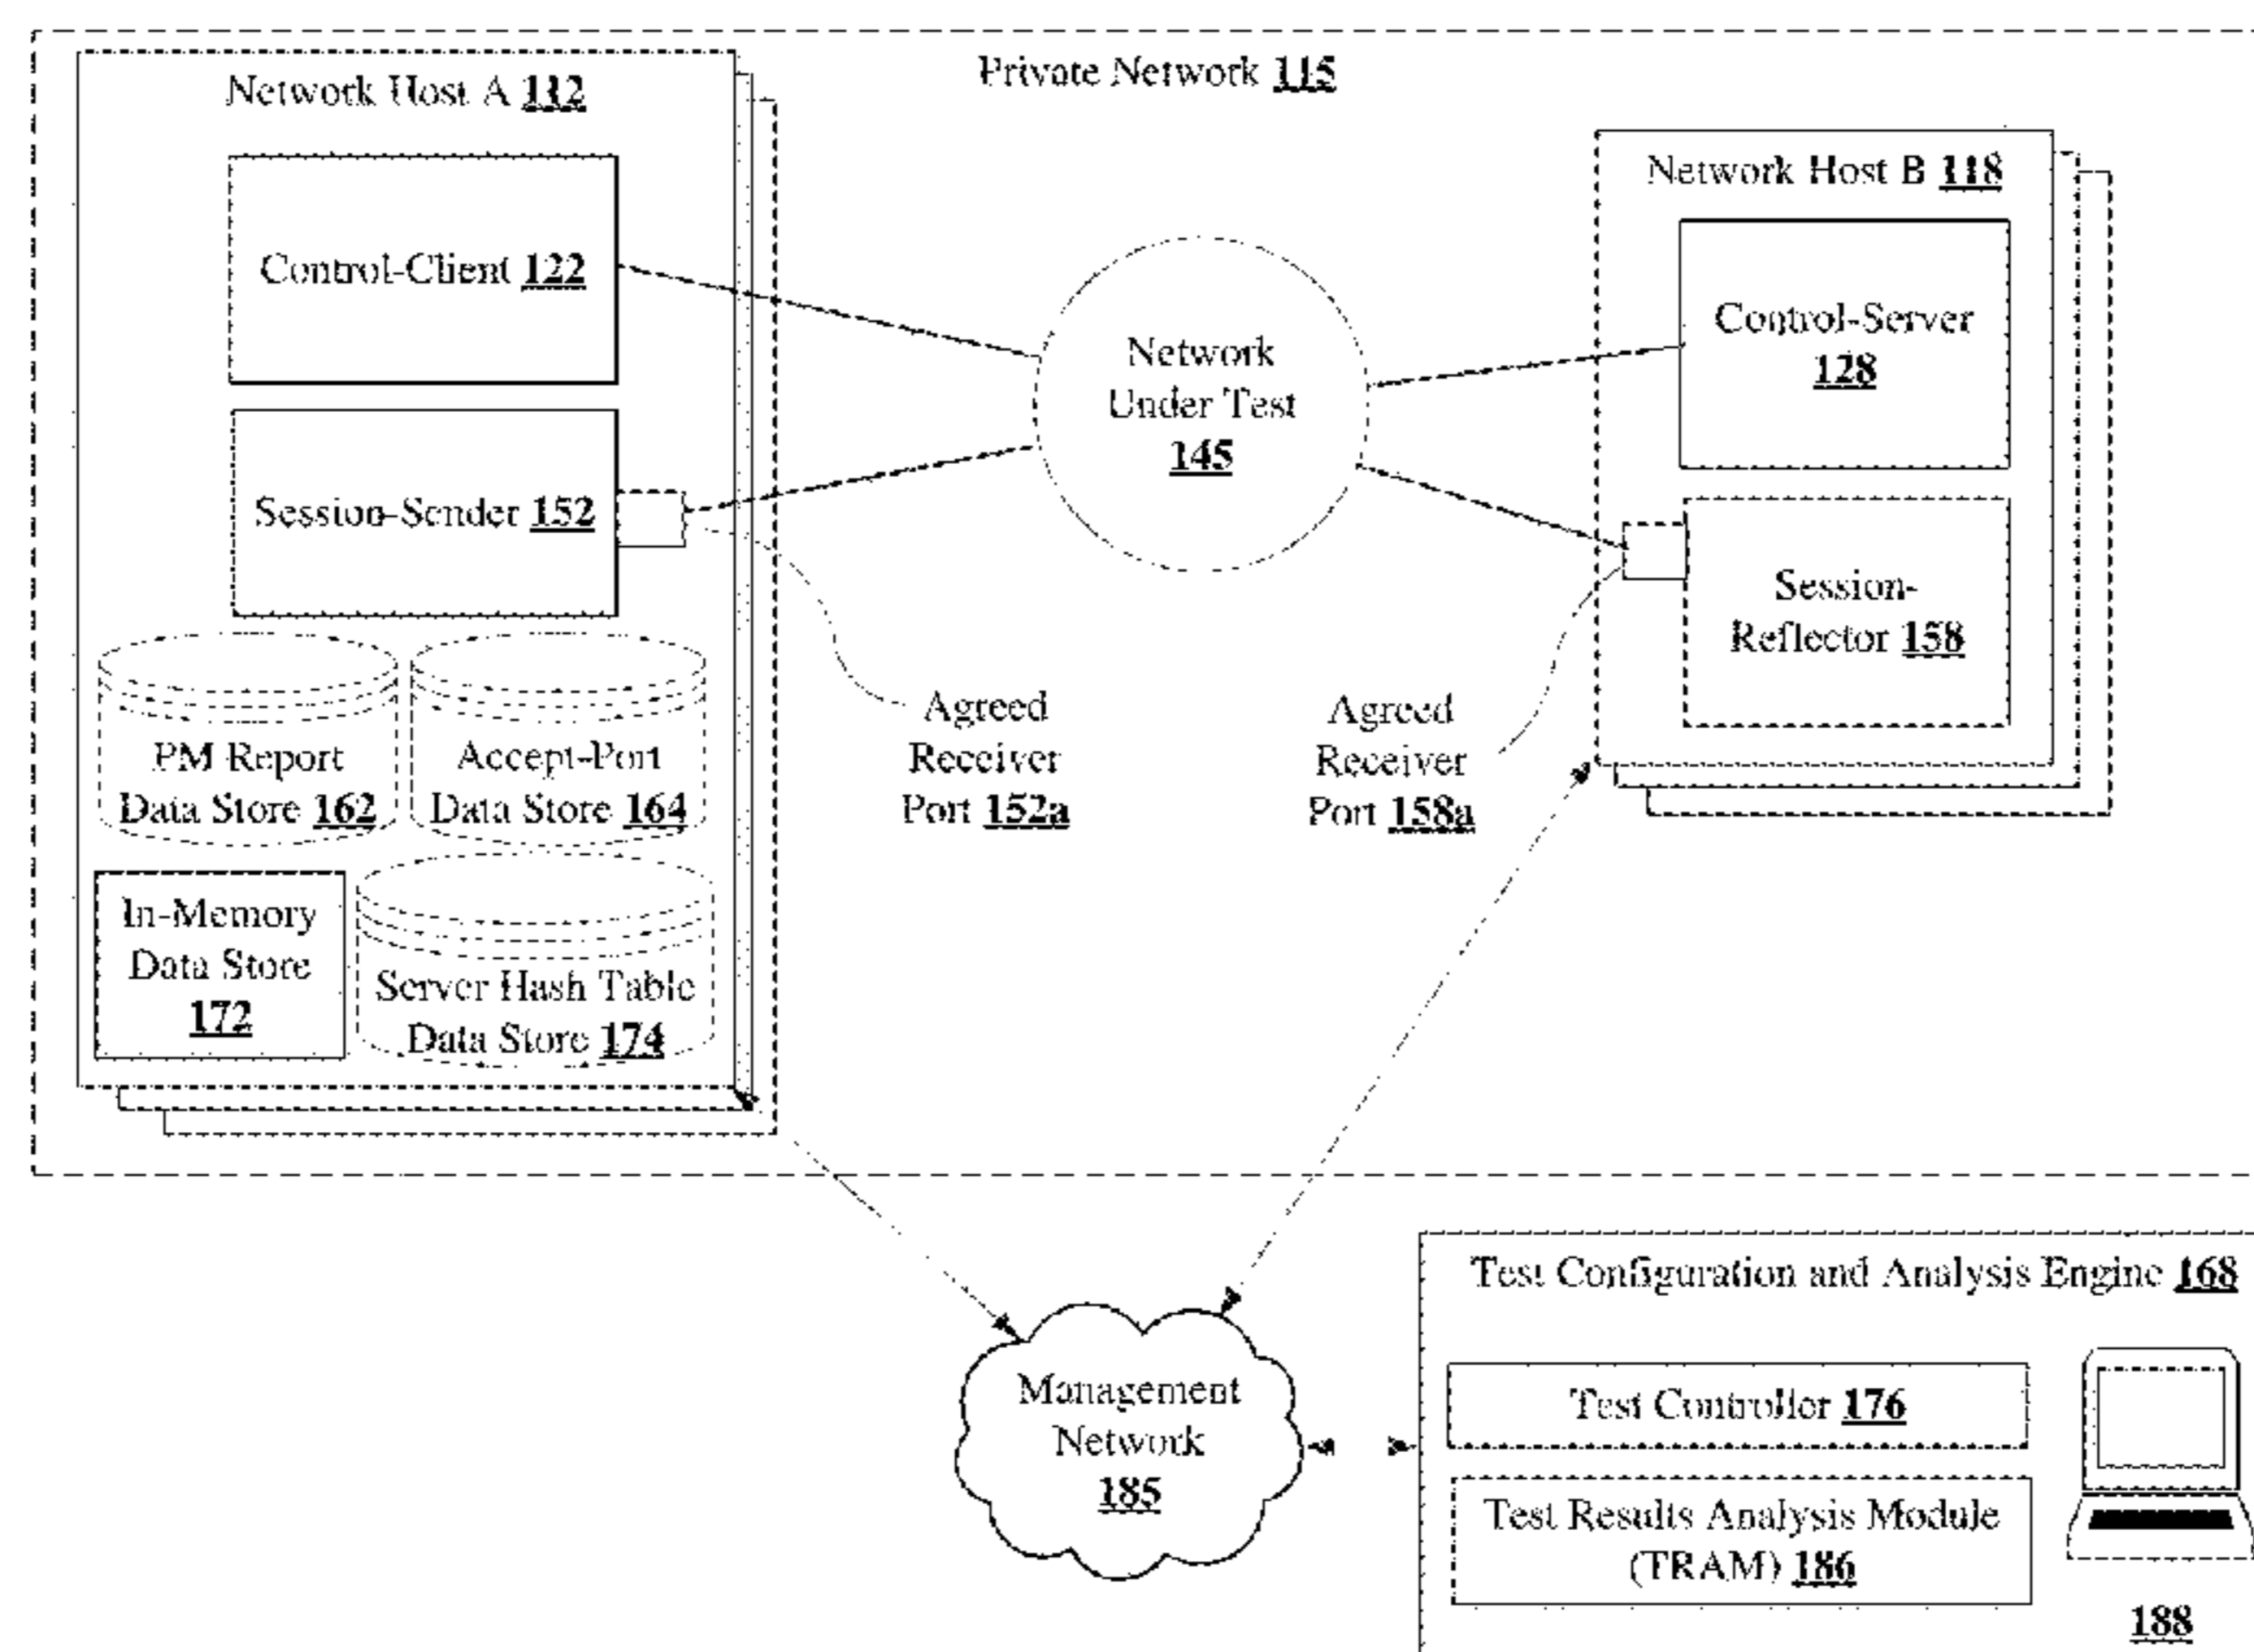 Private Network 115
Network Host A 112
Control-Client 122
Session-Sender 152
PM Report
Data Store 162
Accept-Port
Data Store 164
In-Memory
Data Store
172
Server Hash Table
Data Store 174
Network
Under Test
145
Agreed
Receiver
Port 152a
Agreed
Receiver
Port 158a
Network Host B 118
Control-Server
128
Session-
Reflector 158
Management
Network
185
Test Configuration and Analysis Engine 168
Test Controller 176
Test Results Analysis Module
(TRAM) 186
188